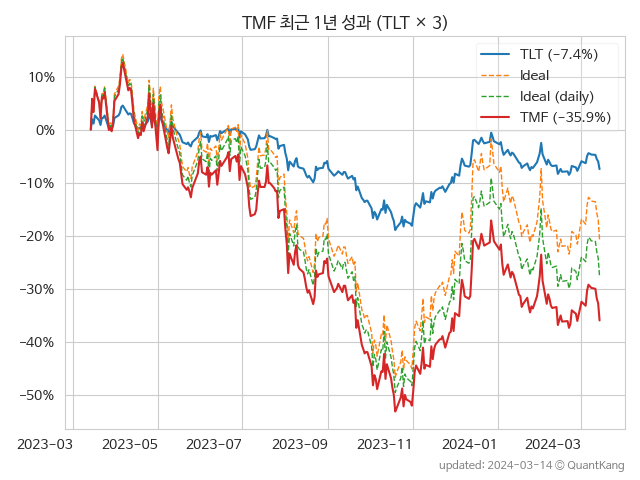 TMF 최근 1년 성과 (TLT × 3)
TLT (−7.4%)
Ideal
Ideal (daily)
TMF (−35.9%)
10%
0%
−10%
−20%
−30%
−40%
−50%
2023-03
2023-05
2023-07
2023-09
2023-11
2024-01
2024-03
updated: 2024-03-14 ⓒ QuantKang